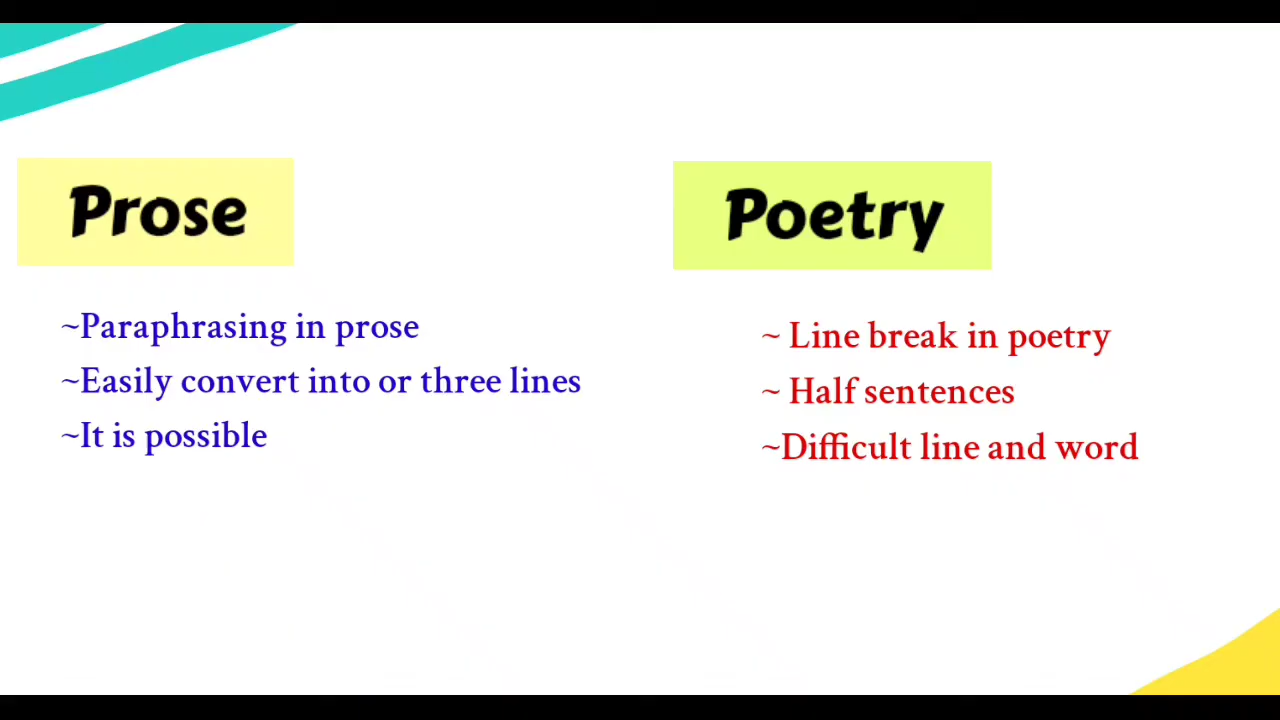 Prose
~Paraphrasing in prose
~Easily convert into or three lines
~It is possible
Poetry
~ Line break in poetry
~ Half sentences
~Difficult line and word